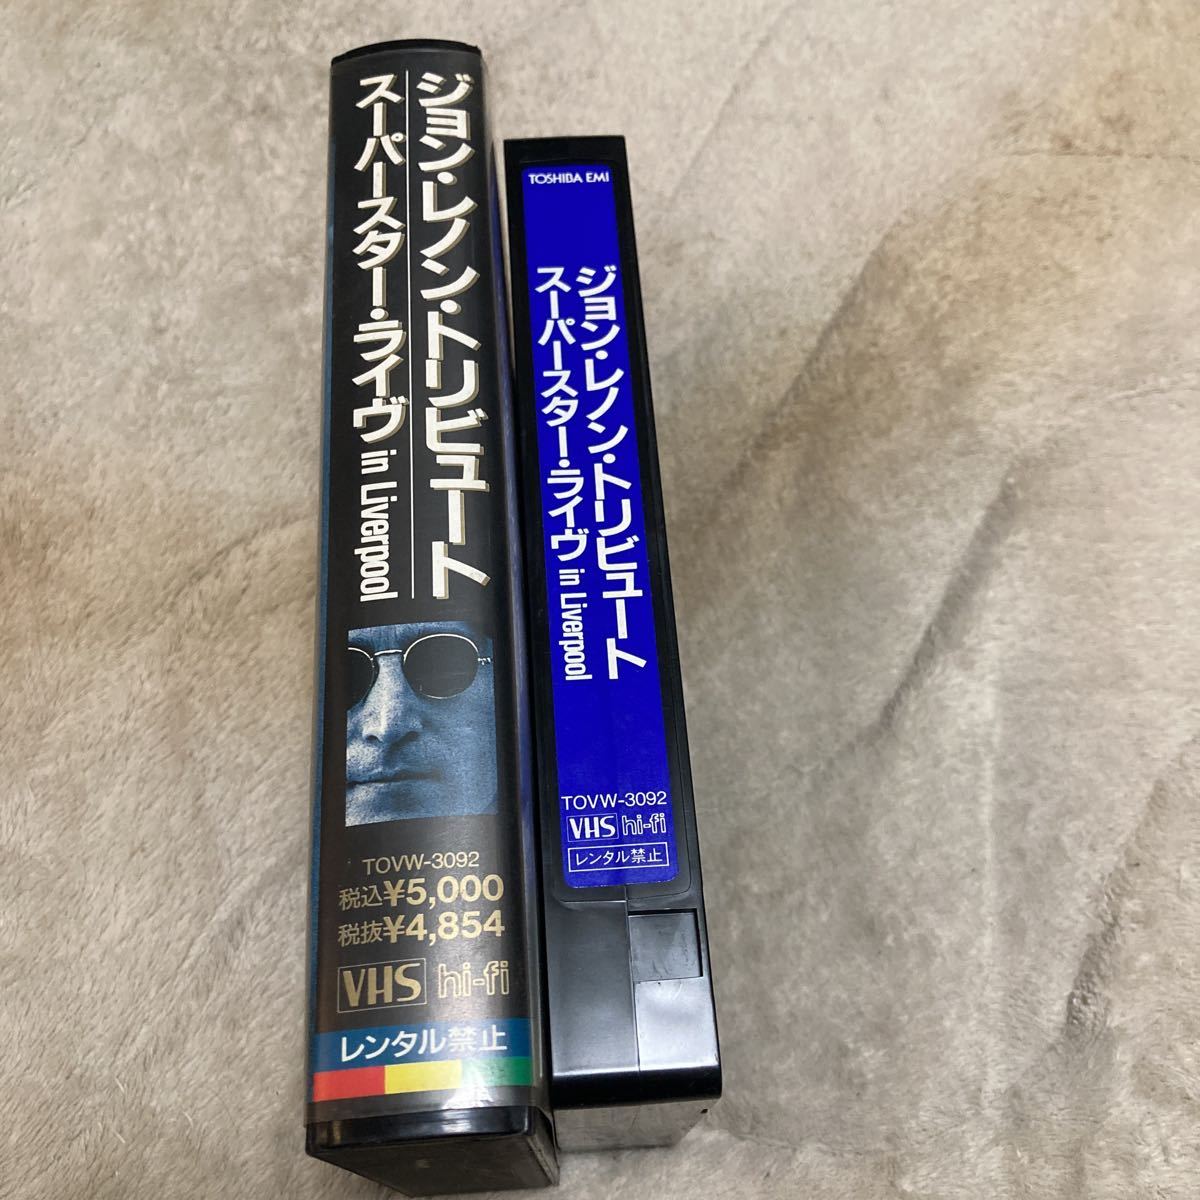 ジョン・レノン・トリビュート
スーパースター・ライヴ in Liverpool
TOVW-3092
税込¥5,000
税抜¥4,854
VHS hi-fi
レンタル禁止
TOSHIBA EMI
ジョン・レノン・トリビュート
スーパースター・ライヴ in Liverpool
TOVW-3092
VHS hi-fi
レンタル禁止